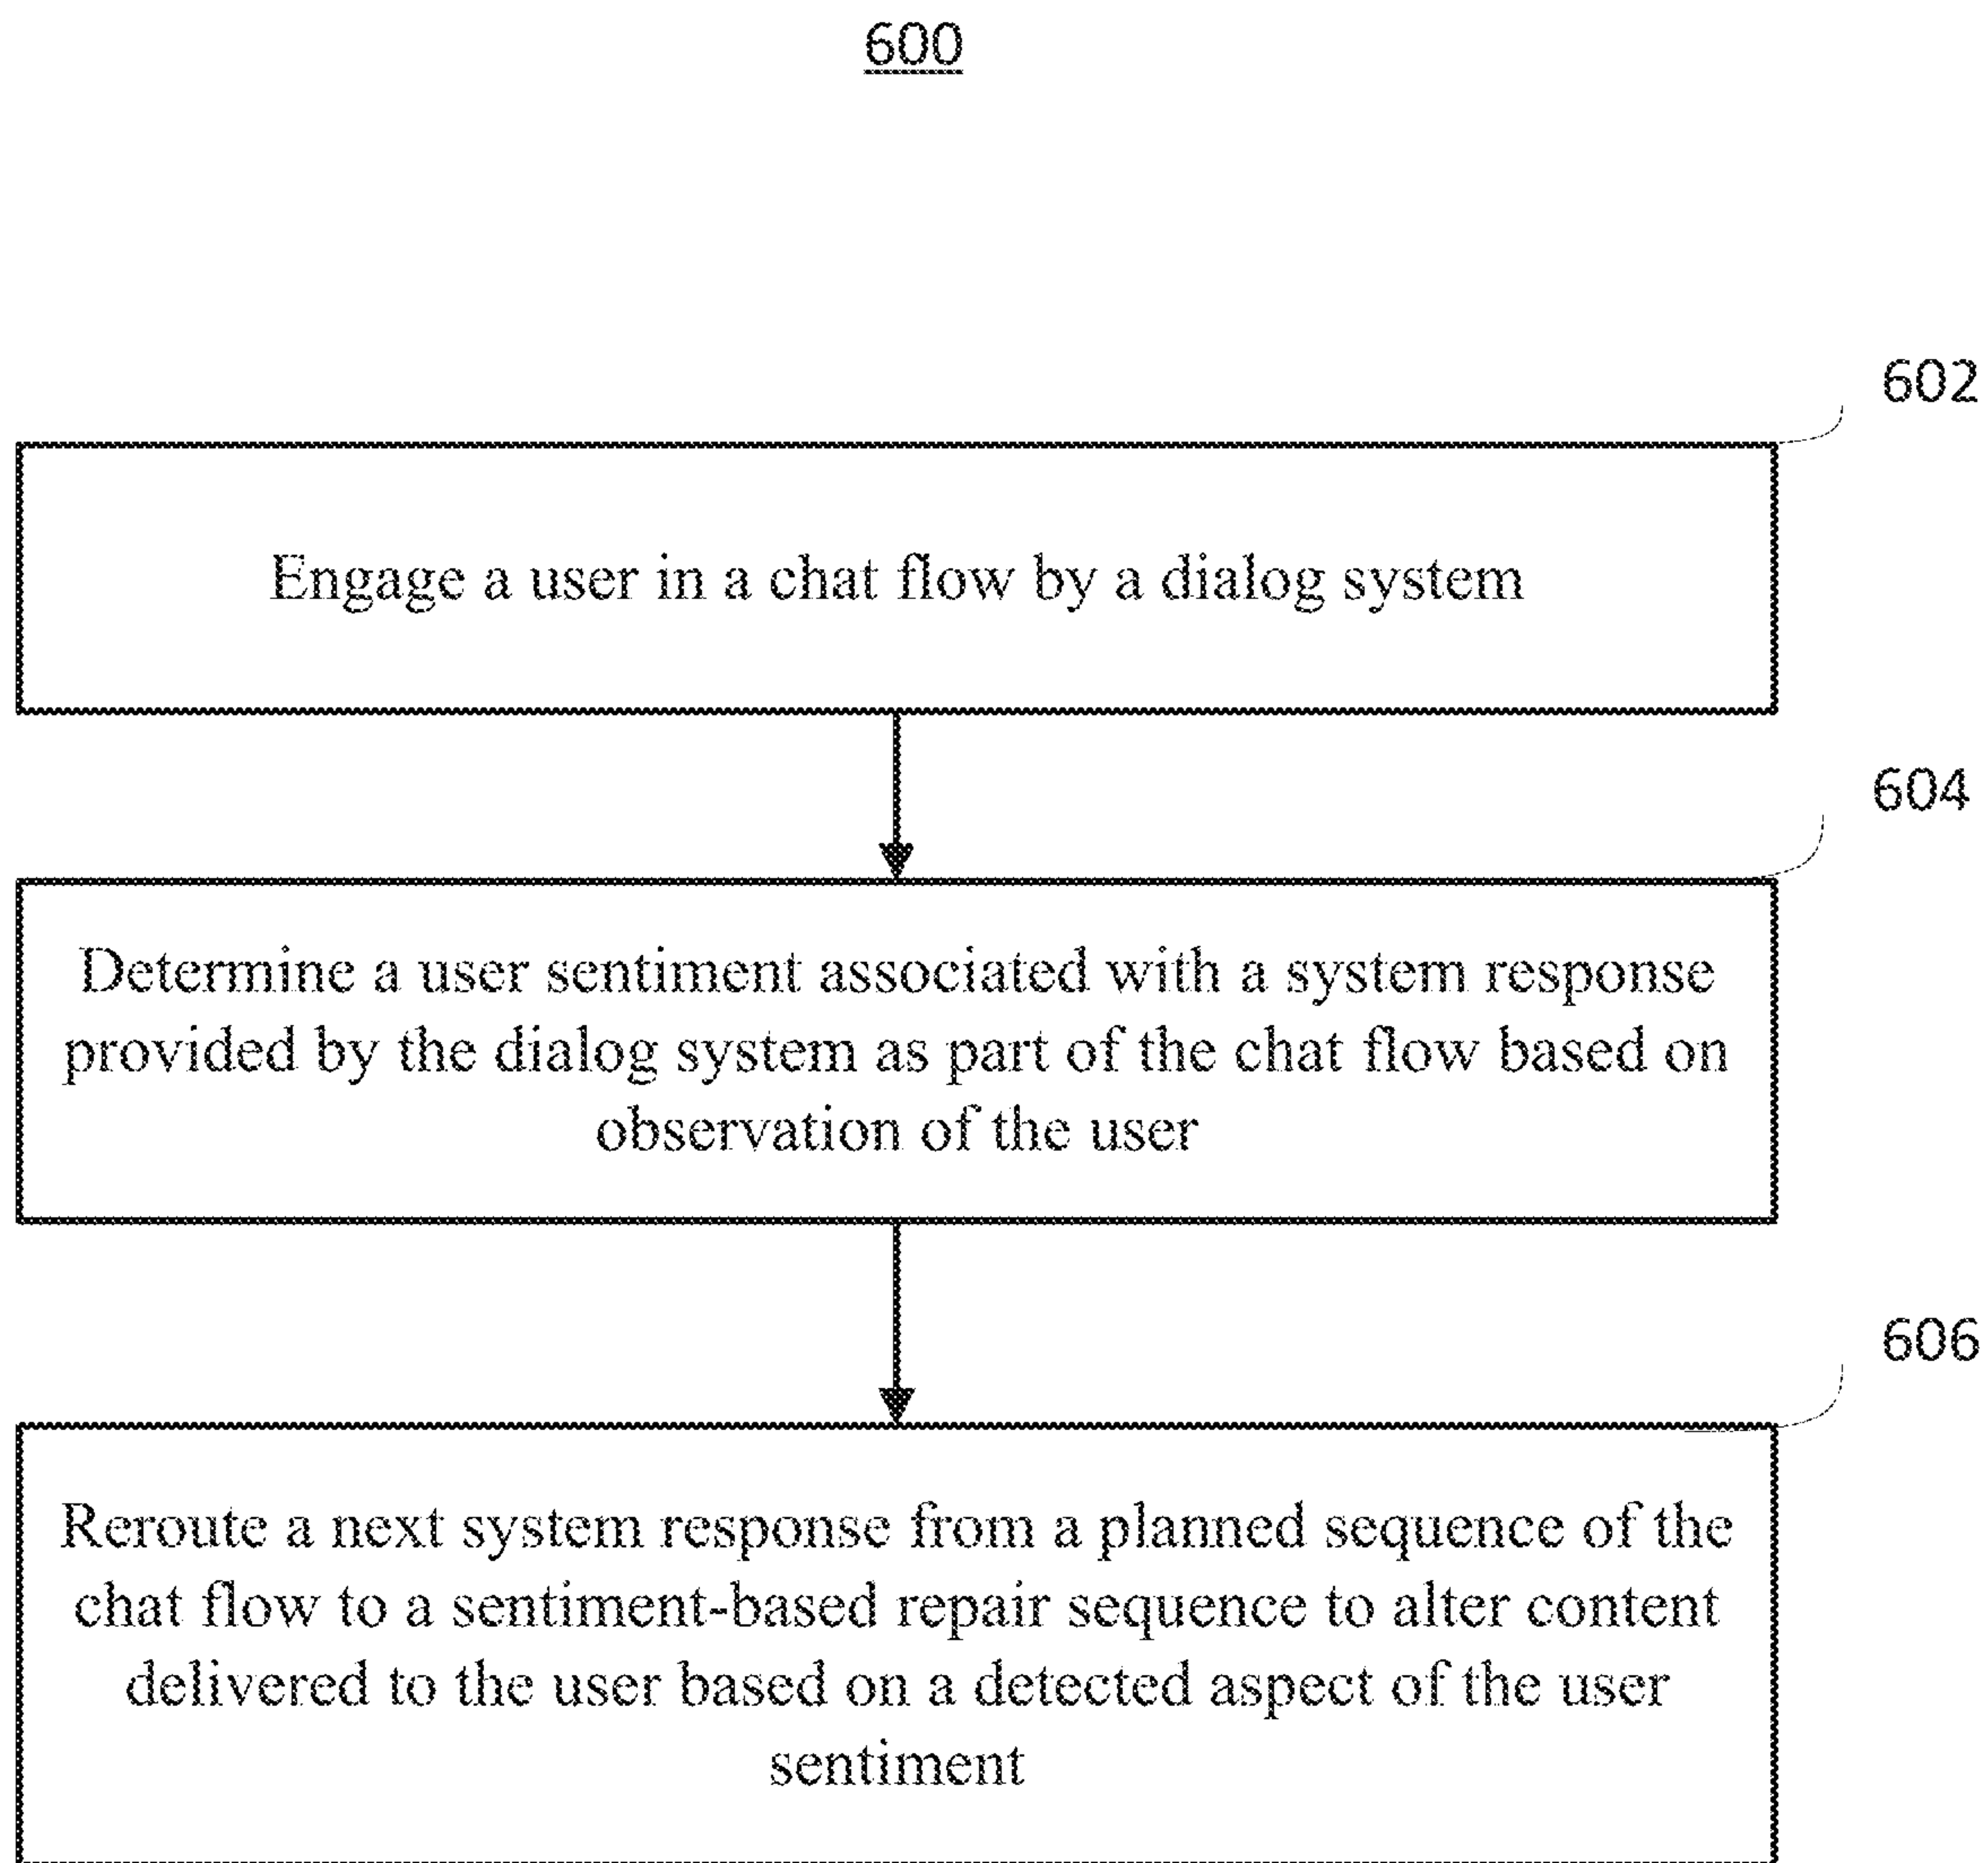 600
602
Engage a user in a chat flow by a dialog system
604
Determine a user sentiment associated with a system response
provided by the dialog system as part of the chat flow based on
observation of the user
606
Reroute a next system response from a planned sequence of the
chat flow to a sentiment-based repair sequence to alter content
delivered to the user based on a detected aspect of the user
sentiment